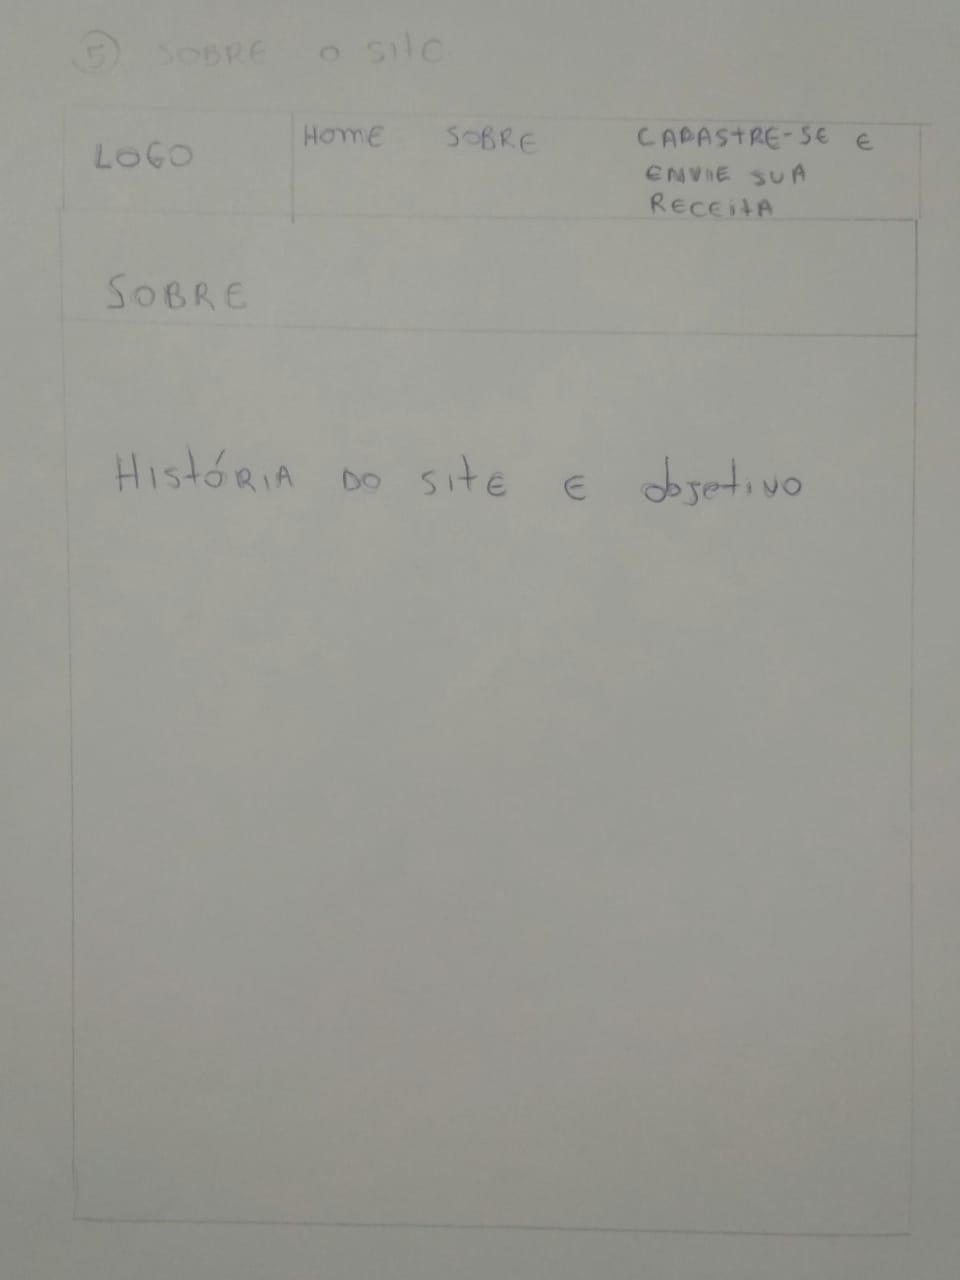 5 SOBRE O SITE
LOGO
HOME SOBRE CADASTRE-SE E
ENVIE SUA
RECEITA
SOBRE
HISTÓRIA DO SITE E objetivo